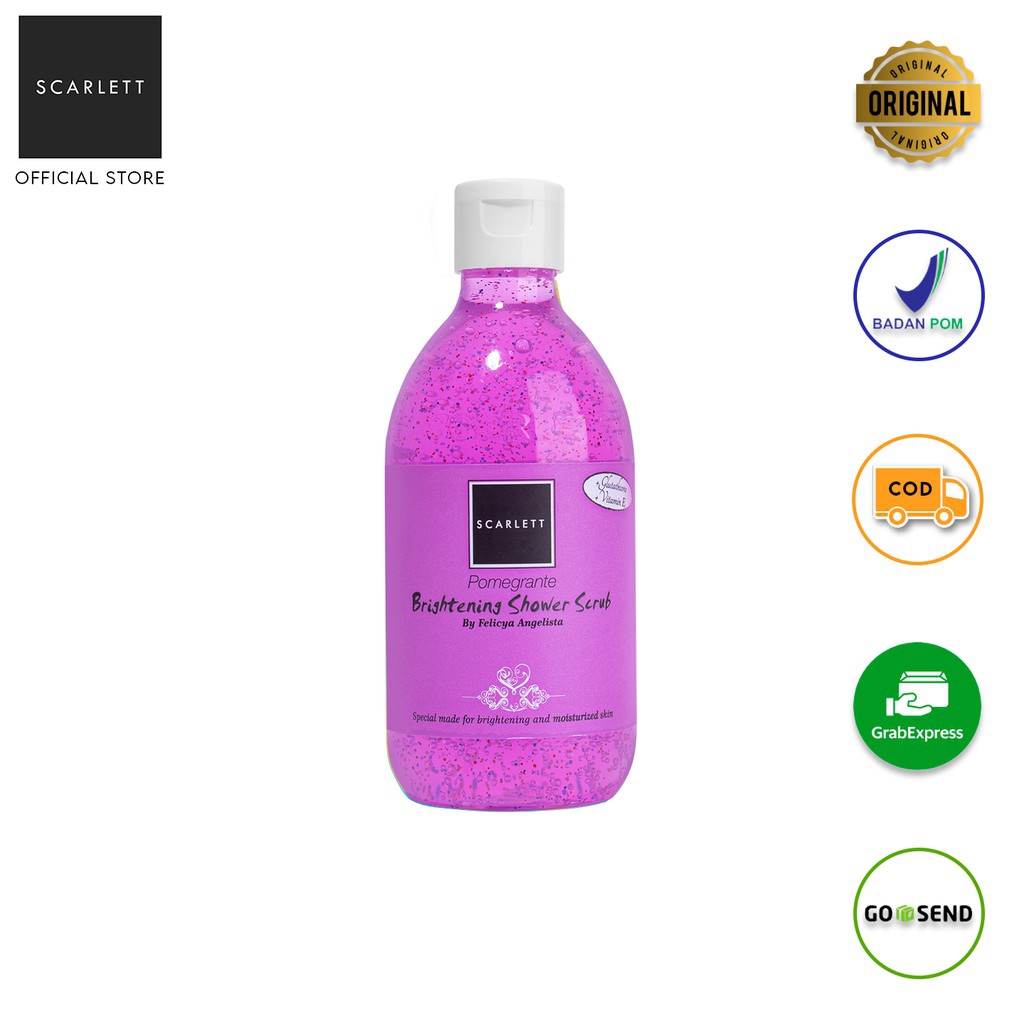 SCARLETT
OFFICIAL STORE
ORIGINAL
ORIGINAL
ORIGINAL
BADAN POM
COD
GrabExpress
GO SEND
+ Glutathione
+ Vitamin E
SCARLETT
Pomegrante
Brightening Shower Scrub
By Felicya Angelista
Special made for brightening and moisturized skin